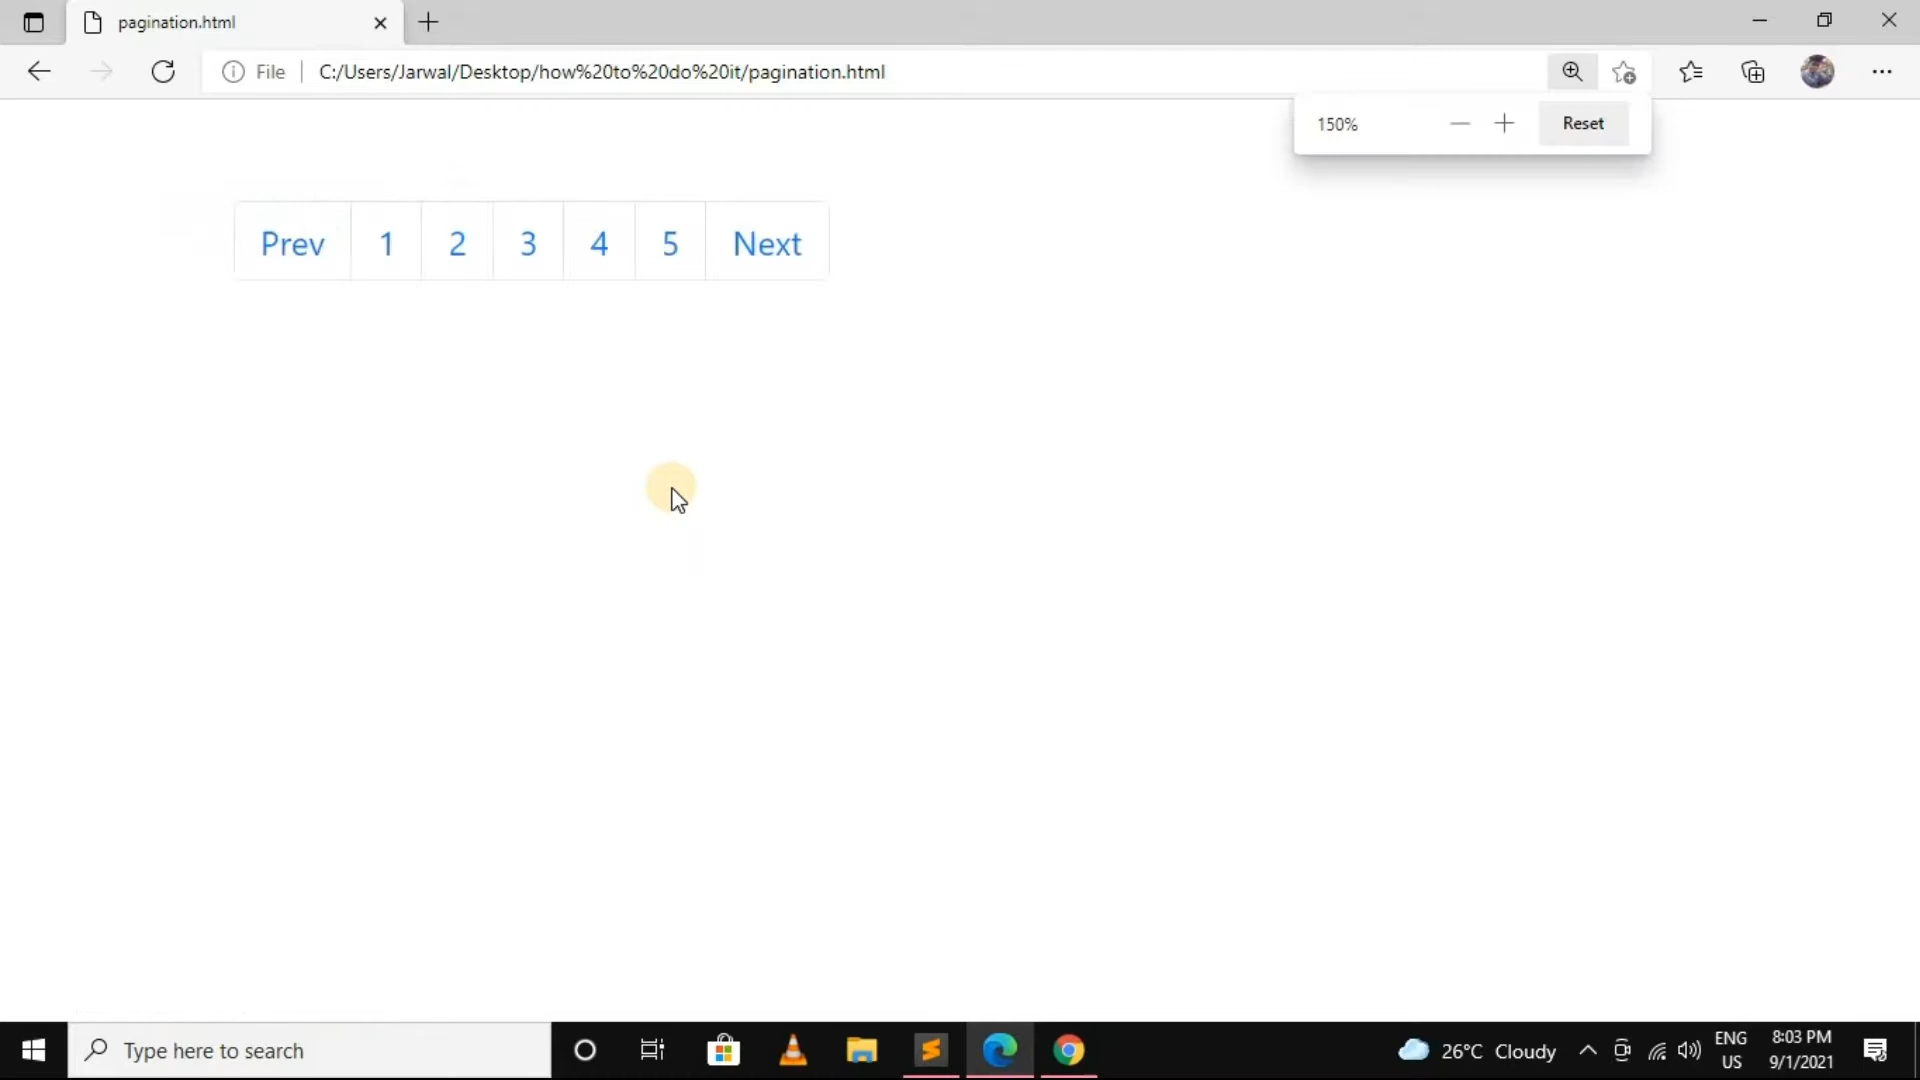 pagination.html
File C:/Users/Jarwal/Desktop/how%20to%20do%20it/pagination.html
150% Reset
Prev 1 2 3 4 5 Next
Type here to search
26°C Cloudy
ENG
US
8:03 PM
9/1/2021